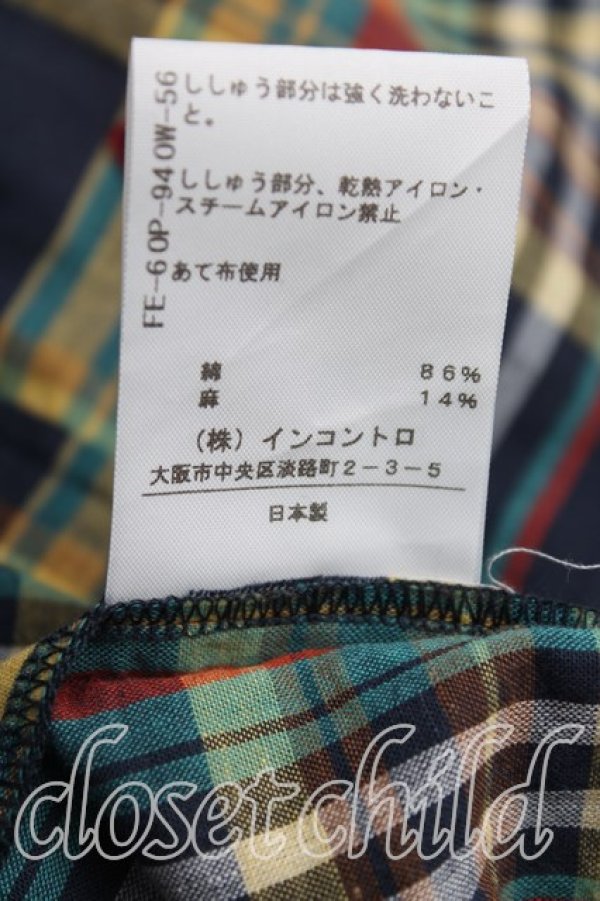 FE-60P-940W-56
ししゅう部分は強く洗わないこ
と。
ししゅう部分、乾熱アイロン・
スチームアイロン禁止
あて布使用
綿 86%
麻 14%
(株)インコントロ
大阪市中央区淡路町2-3-5
日本製
closetchild